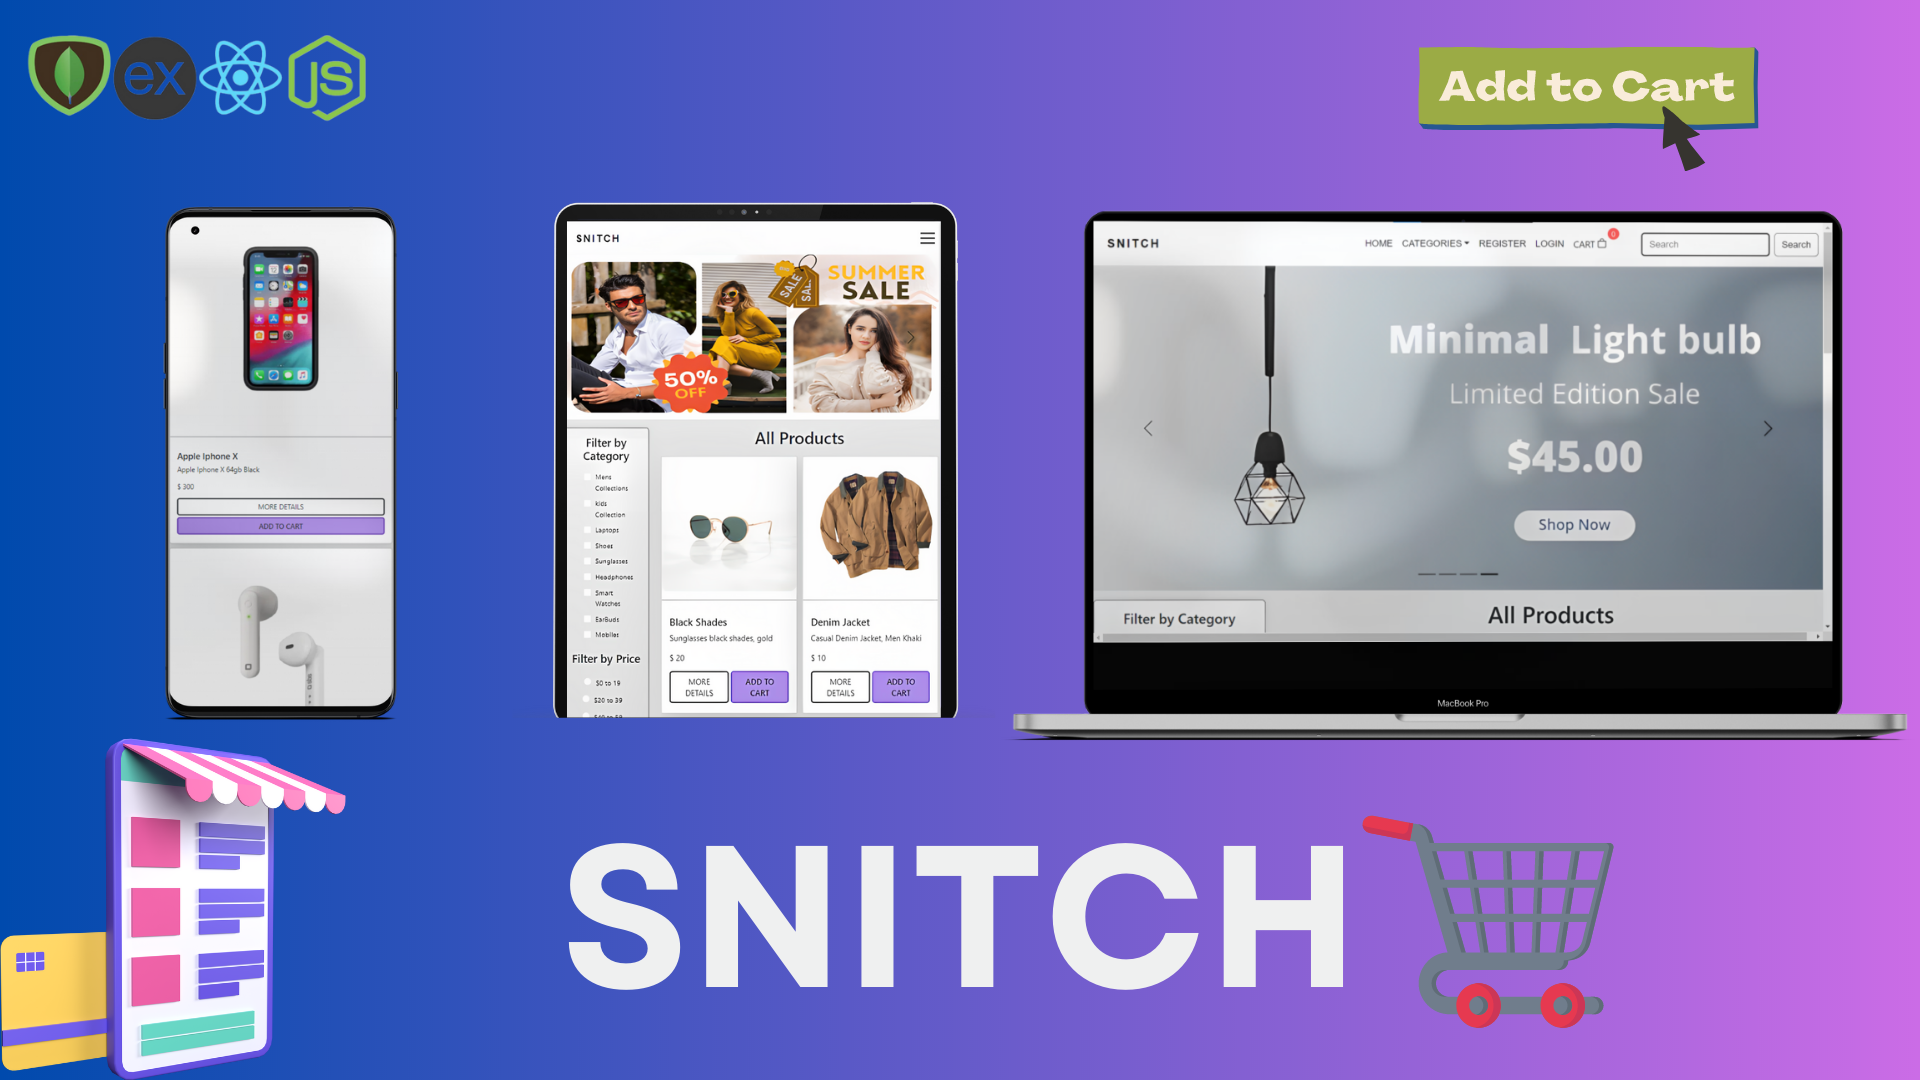 ex
JS
Add to Cart
Apple Iphone X
Apple Iphone X 64gb Black
$ 300
MORE DETAILS
ADD TO CART
SNITCH
SALE
SAL
SUMMER
SALE
50%
OFF
Filter by
Category
Mens
Collections
kids
Collection
Laptops
Shoes
Sunglasses
Headphones
Smart
Watches
EarBuds
Mobiles
Filter by Price
$0 to 19
$20 to 39
All Products
Black Shades
Sunglasses black shades, gold
$ 20
MORE
DETAILS
ADD TO
CART
Denim Jacket
Casual Denim Jacket, Men Khaki
$ 10
MORE
DETAILS
ADD TO
CART
SNITCH
HOME CATEGORIES REGISTER LOGIN CART 0 Search Search
Minimal Light bulb
Limited Edition Sale
$45.00
Shop Now
Filter by Category
All Products
MacBook Pro
SNITCH